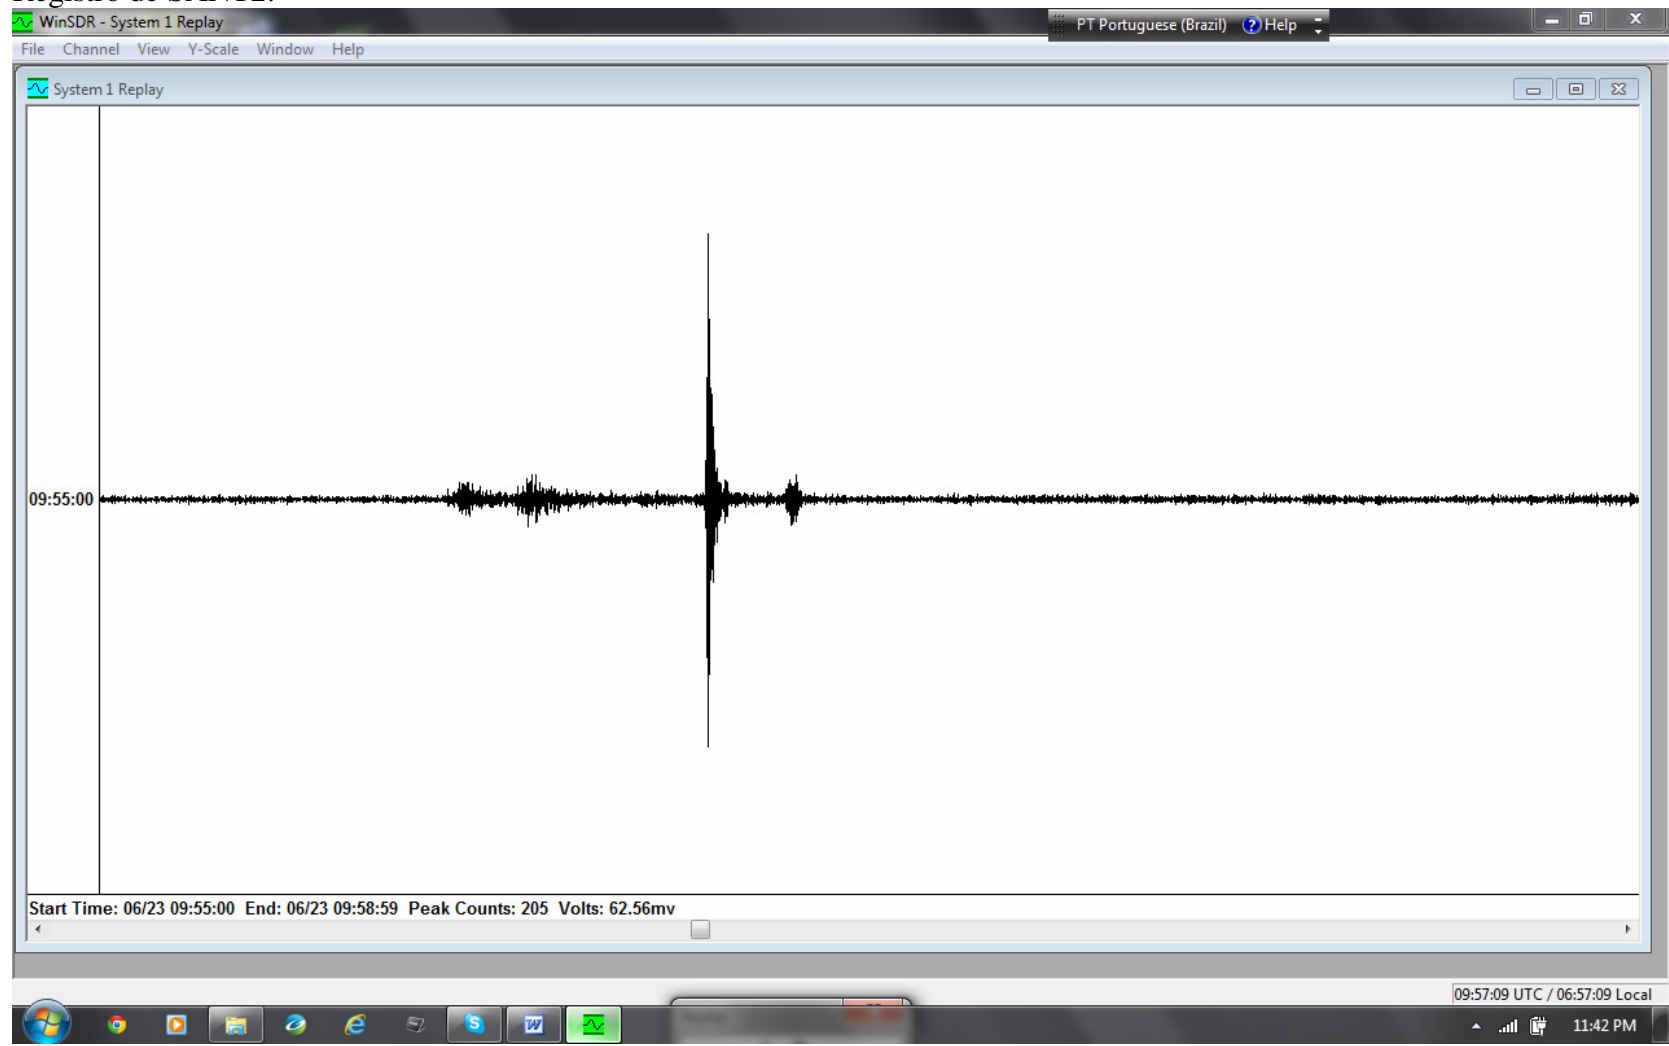 WinSDR - System 1 Replay
PT Portuguese (Brazil) Help
File Channel View Y-Scale Window Help
System 1 Replay
09:55:00
Start Time: 06/23 09:55:00 End: 06/23 09:58:59 Peak Counts: 205 Volts: 62.56mv
09:57:09 UTC / 06:57:09 Local
11:42 PM